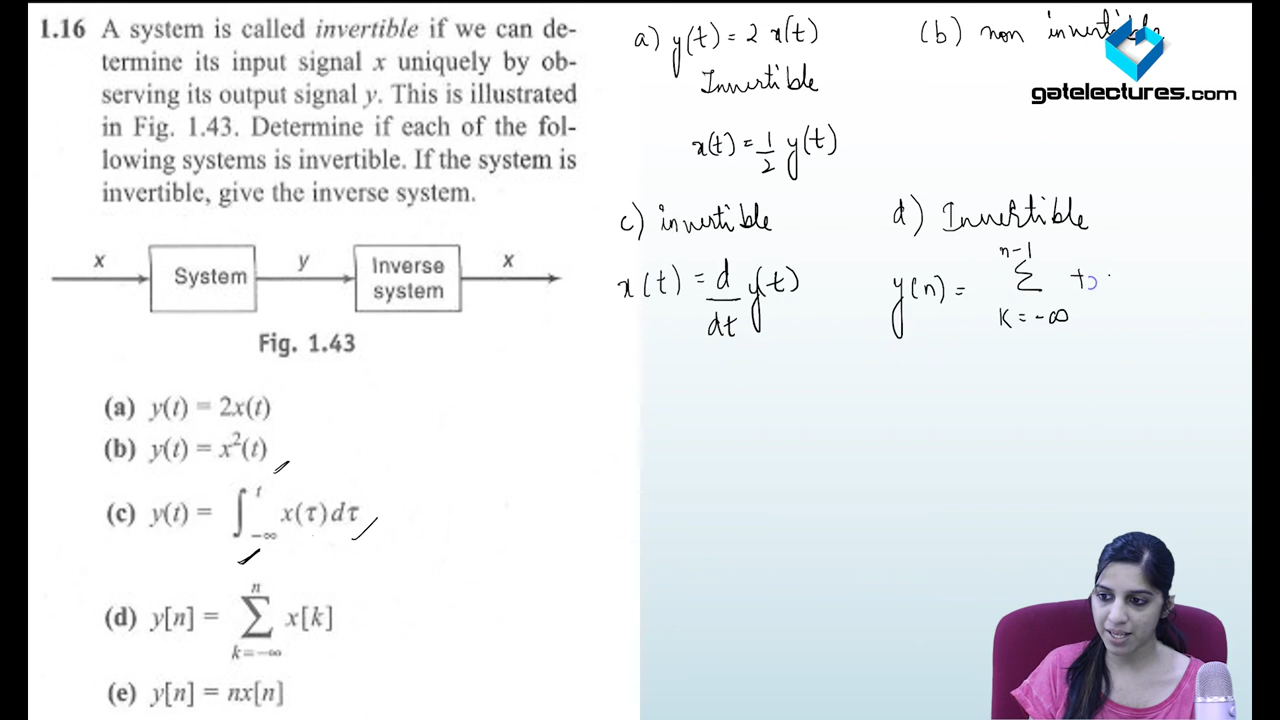 1.16 A system is called invertible if we can de-
termine its input signal x uniquely by ob-
serving its output signal y. This is illustrated
in Fig. 1.43. Determine if each of the fol-
lowing systems is invertible. If the system is
invertible, give the inverse system.
x
System
y
Inverse
system
x
Fig. 1.43
(a) y(t) = 2x(t)
(b) y(t) = x²(t)
(c) y(t) = ∫_{-∞}^{t} x(τ)dτ
(d) y[n] = Σ_{k=-∞}^{n} x[k]
(e) y[n] = nx[n]
a) y(t) = 2 x(t)
Invertible
x(t) = 1/2 y(t)
(b) non invertible
gatelectures.com
c) invertible
x(t) = d/dt y(t)
d) Invertible
y(n) = Σ_{k=-∞}^{n-1} +